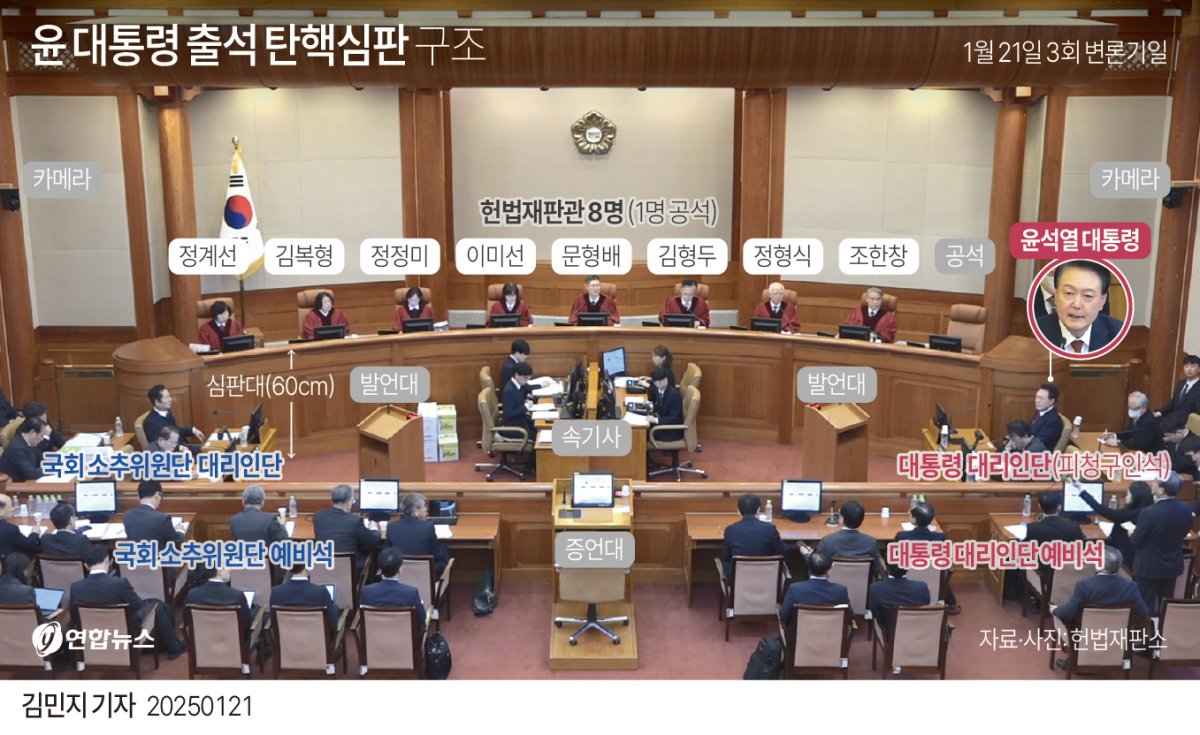 윤 대통령 출석 탄핵심판 구조
1월 21일 3회 변론기일
카메라
카메라
헌법
헌법재판관 8명 (1명 공석)
정계선 김복형 정정미 이미선 문형배 김형두 정형식 조한창 공석
윤석열 대통령
심판대(60cm)
발언대
발언대
속기사
국회 소추위원단 대리인단
대통령 대리인단(피청구인석)
증언대
국회 소추위원단 예비석
대통령 대리인단 예비석
연합뉴스
자료·사진: 헌법재판소
김민지 기자 20250121